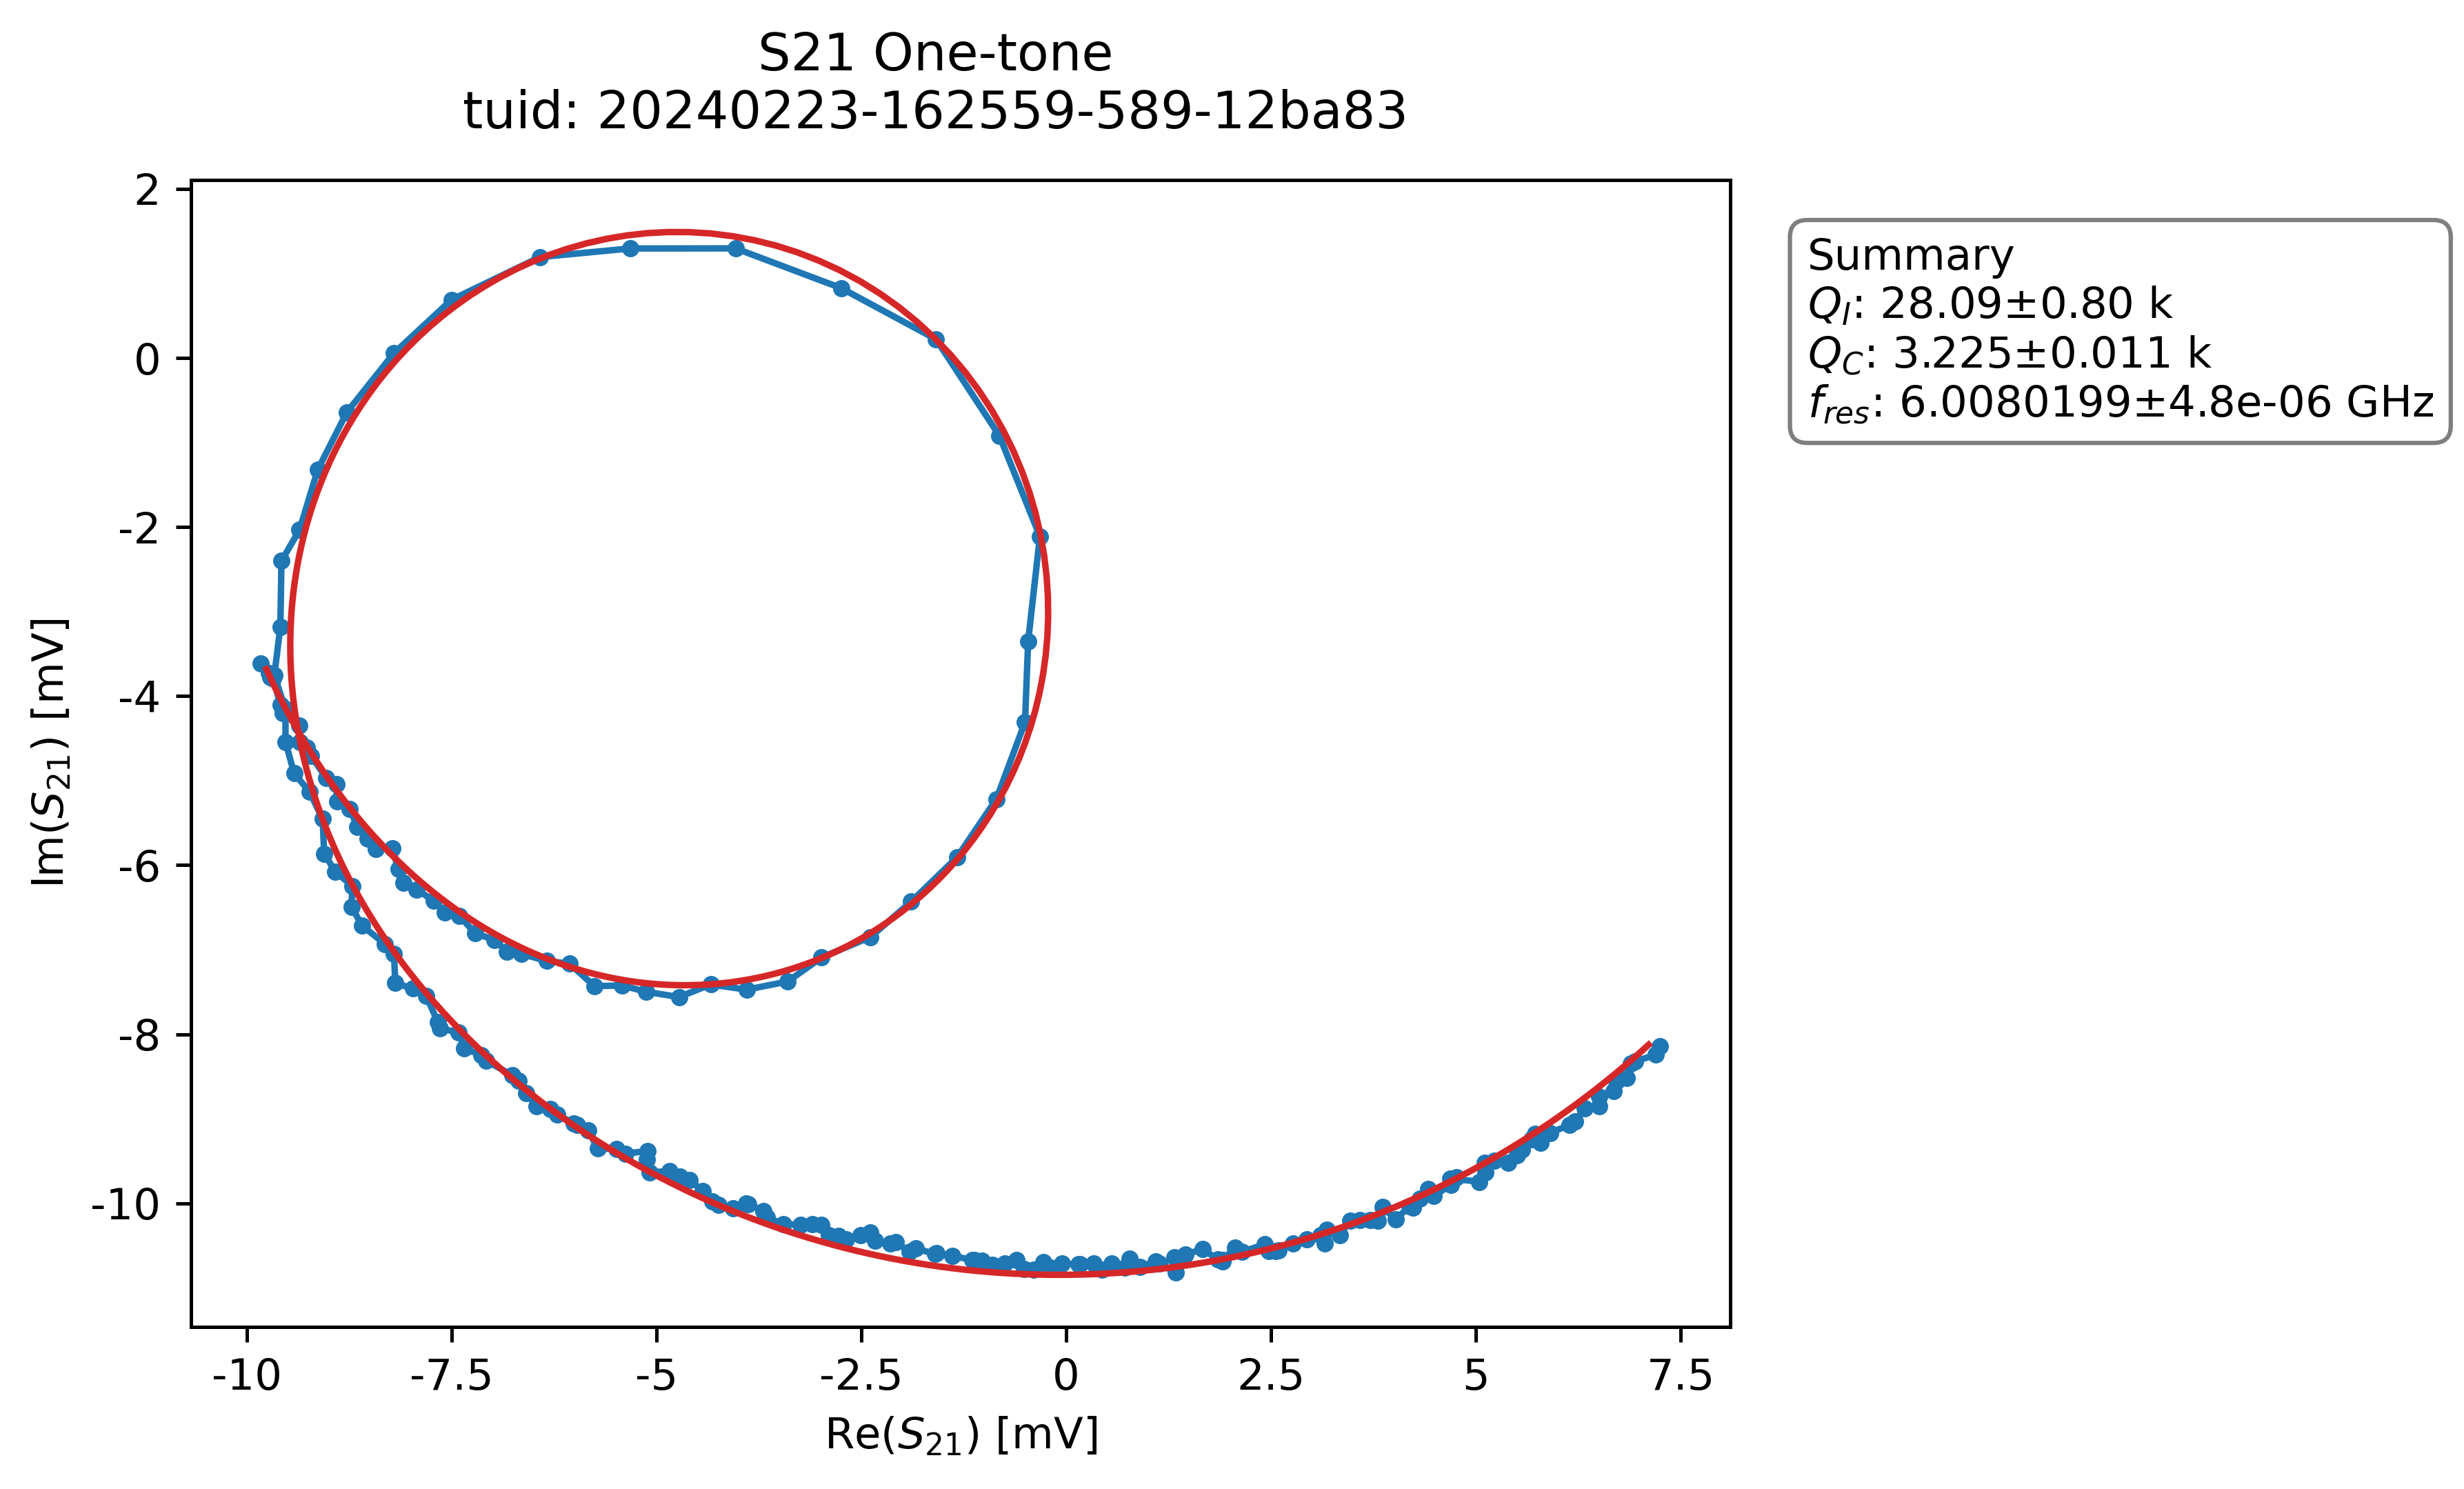 S21 One-tone
tuid: 20240223-162559-589-12ba83
2
0
-2
-4
-6
-8
-10
Im(S21) [mV]
-10
-7.5
-5
-2.5
0
2.5
5
7.5
Re(S21) [mV]
Summary
QI: 28.09±0.80 k
QC: 3.225±0.011 k
fres: 6.0080199±4.8e-06 GHz